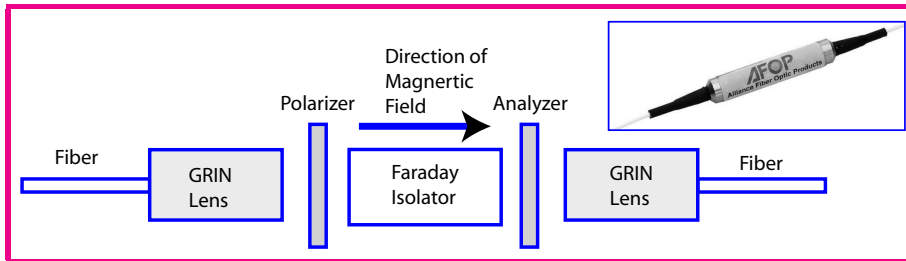 Direction of
Magnertic
Field
Polarizer
Analyzer
Fiber
GRIN
Lens
Faraday
Isolator
GRIN
Lens
Fiber
AFOP
Alliance Fiber Optic Products